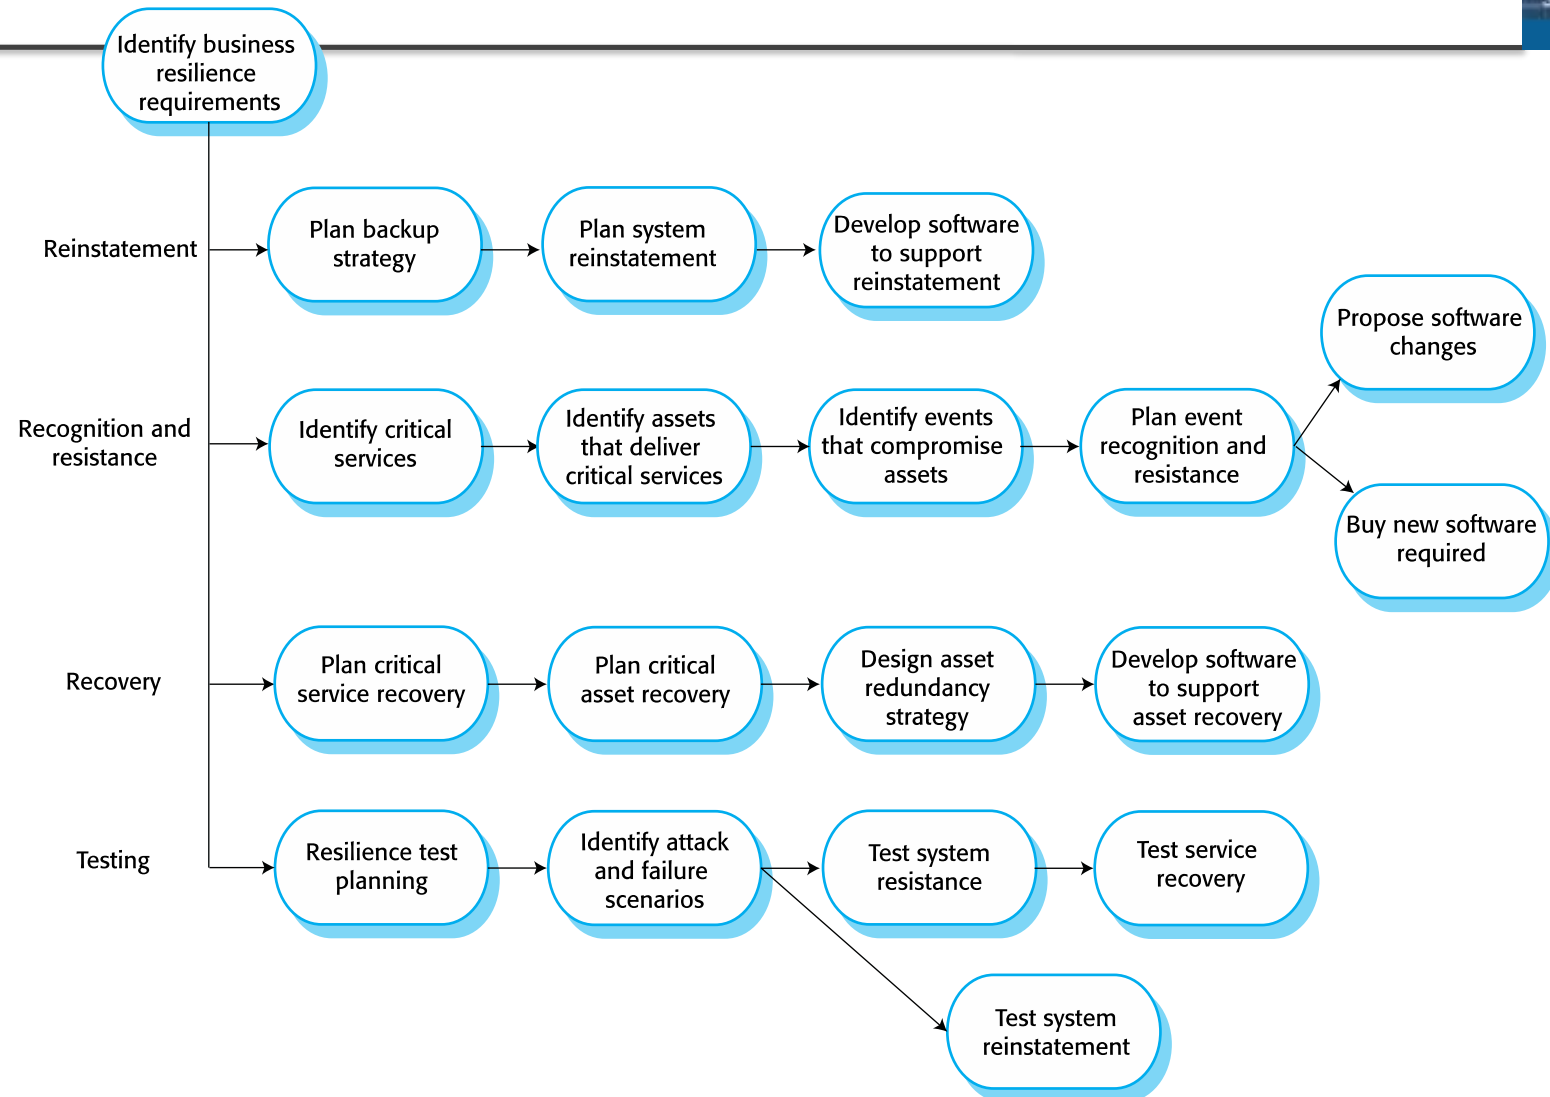 Identify business
resilience
requirements
Reinstatement
Plan backup
strategy
Plan system
reinstatement
Develop software
to support
reinstatement
Propose software
changes
Recognition and
resistance
Identify critical
services
Identify assets
that deliver
critical services
Identify events
that compromise
assets
Plan event
recognition and
resistance
Buy new software
required
Recovery
Plan critical
service recovery
Plan critical
asset recovery
Design asset
redundancy
strategy
Develop software
to support
asset recovery
Testing
Resilience test
planning
Identify attack
and failure
scenarios
Test system
resistance
Test service
recovery
Test system
reinstatement